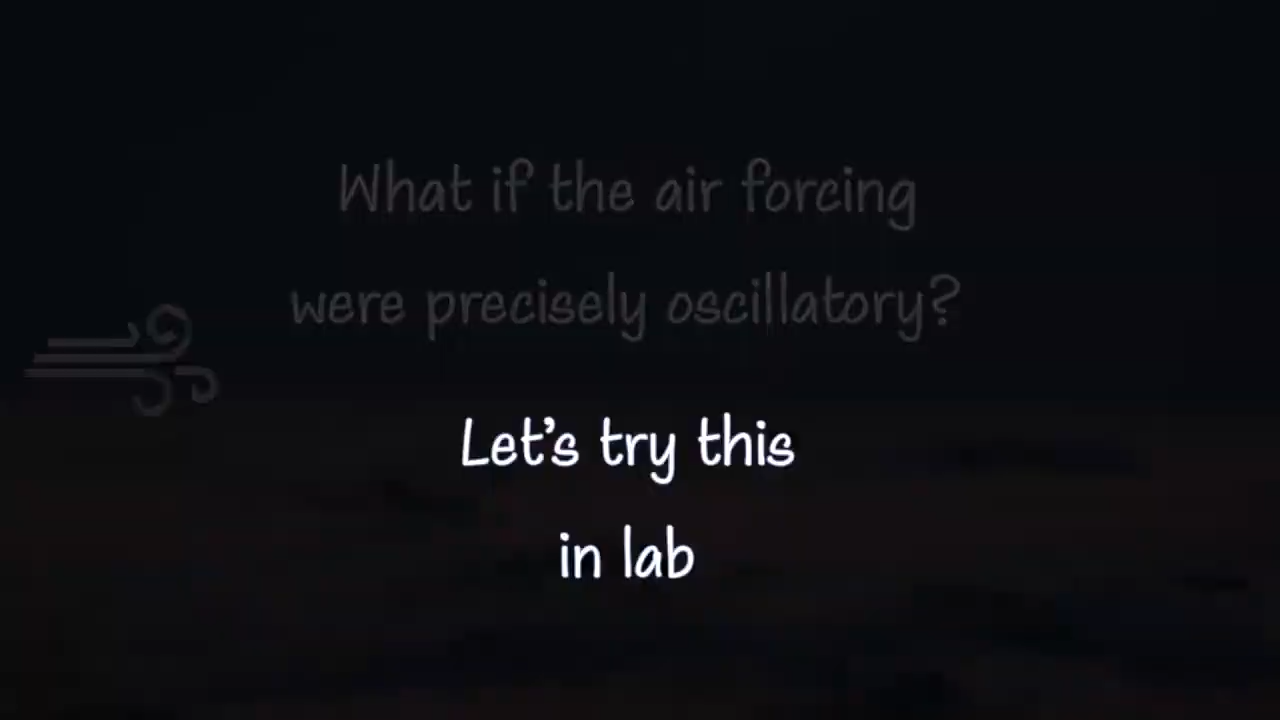 What if the air forcing
were precisely oscillatory?
Let's try this
in lab